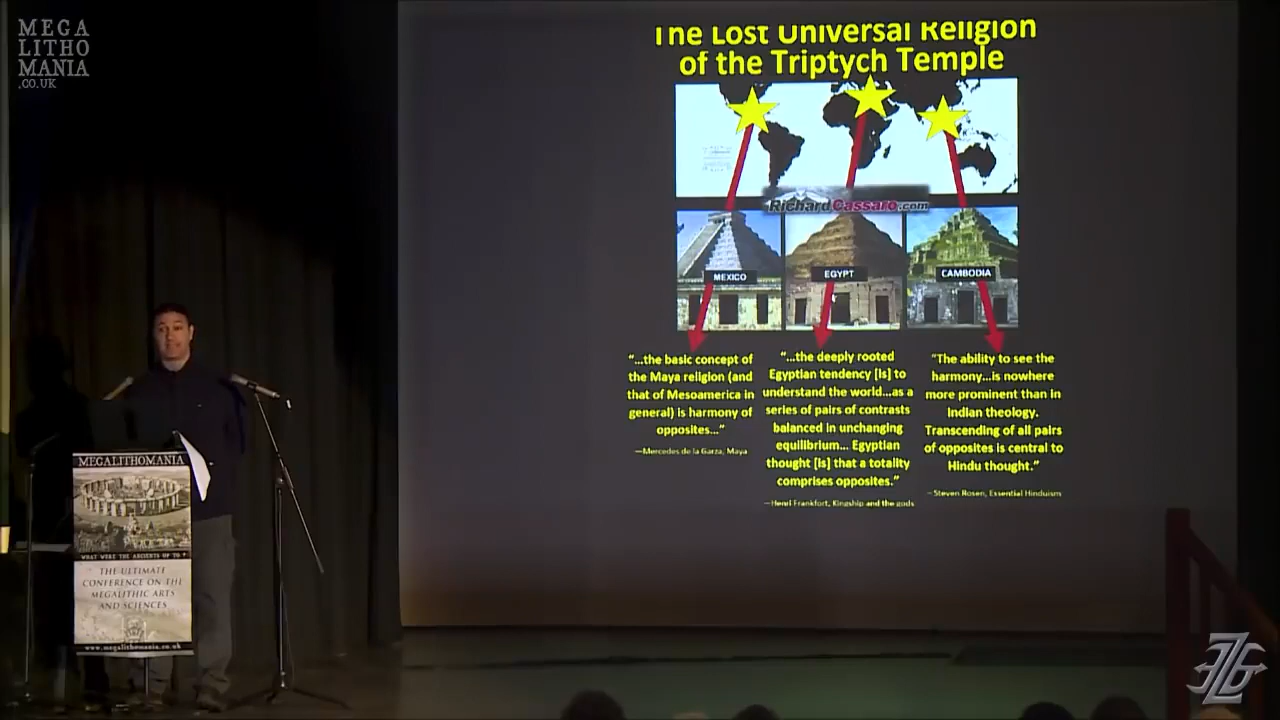 MEGA
LITHO
MANIA
.CO.UK
The Lost Universal Religion
of the Triptych Temple
RichardCassaro.com
MEXICO
EGYPT
CAMBODIA
"...the basic concept of
the Maya religion (and
that of Mesoamerica in
general) is harmony of
opposites..."
—Mercedes de la Garza, Maya
"...the deeply rooted
Egyptian tendency [is] to
understand the world...as a
series of pairs of contrasts
balanced in unchanging
equilibrium... Egyptian
thought [is] that a totality
comprises opposites."
—Henri Frankfort, Kingship and the gods
"The ability to see the
harmony...is nowhere
more prominent than in
Indian theology.
Transcending of all pairs
of opposites is central to
Hindu thought."
– Steven Rosen, Essential Hinduism
MEGALITHOMANIA
WHAT WERE THE ANCIENTS UP TO ?
THE ULTIMATE
CONFERENCE ON THE
MEGALITHIC ARTS
AND SCIENCES
www.megalithomania.co.uk